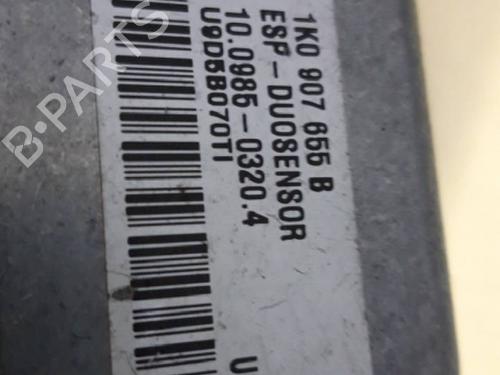 1K0 907 655 B
ESP-DUOSENSOR
10.0985-0320.4
U9D5B070TI
U
B-PARTS